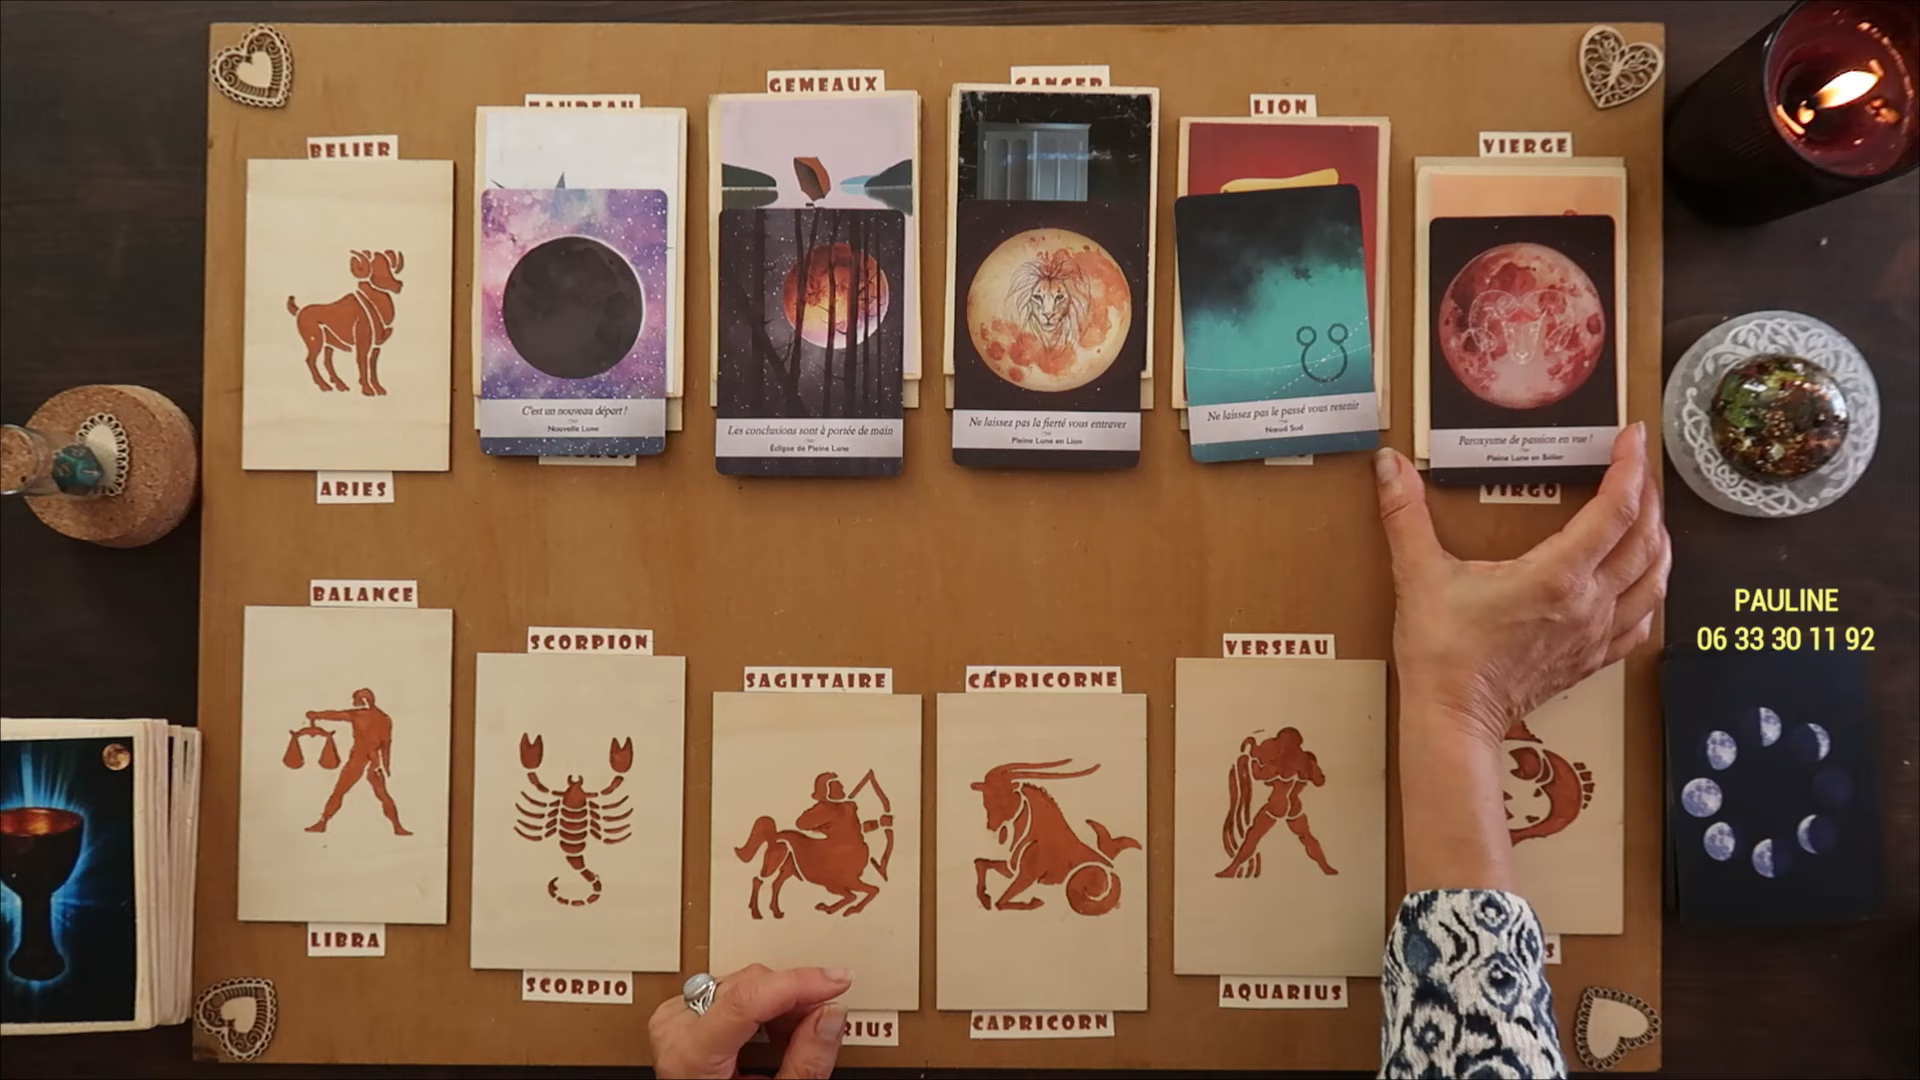 BELIER
GEMEAUX
CANCER
LION
VIERGE
C'est un nouveau départ !
Nouvelle Lune
Les conclusions sont à portée de main
Éclipse de Pleine Lune
Ne laissez pas la fierté vous entraver
Pleine Lune en Lion
Ne laissez pas le passé vous retenir
Nœud Sud
Paroxysme de passion en vue !
Pleine Lune en Bélier
ARIES
VIRGO
BALANCE
SCORPION
SAGITTAIRE
CAPRICORNE
VERSEAU
PAULINE
06 33 30 11 92
LIBRA
SCORPIO
RIUS
CAPRICORN
AQUARIUS